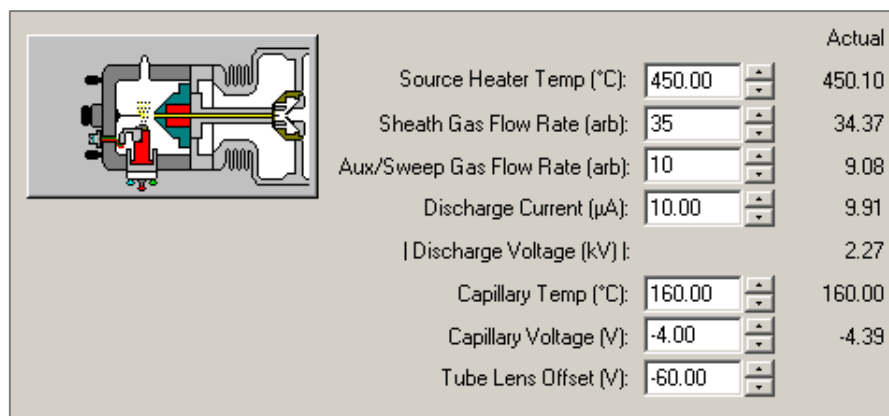 Actual
Source Heater Temp (°C): 450.00 450.10
Sheath Gas Flow Rate (arb): 35 34.37
Aux/Sweep Gas Flow Rate (arb): 10 9.08
Discharge Current (µA): 10.00 9.91
| Discharge Voltage (kV) |: 2.27
Capillary Temp (°C): 160.00 160.00
Capillary Voltage (V): -4.00 -4.39
Tube Lens Offset (V): -60.00